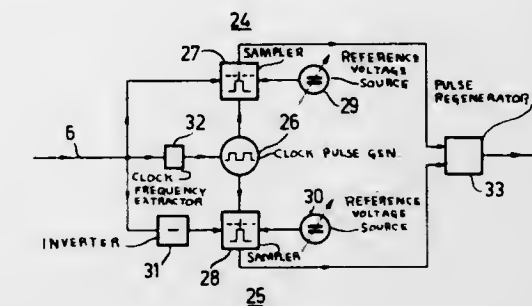 24
27
SAMPLER
REFERENCE
VOLTAGE
SOURCE
29
PULSE
REGENERATOR
6
32
26
CLOCK PULSE GEN.
CLOCK
FREQUENCY
EXTRACTOR
33
30
REFERENCE
VOLTAGE
SOURCE
INVERTER
31
28
SAMPLER
25